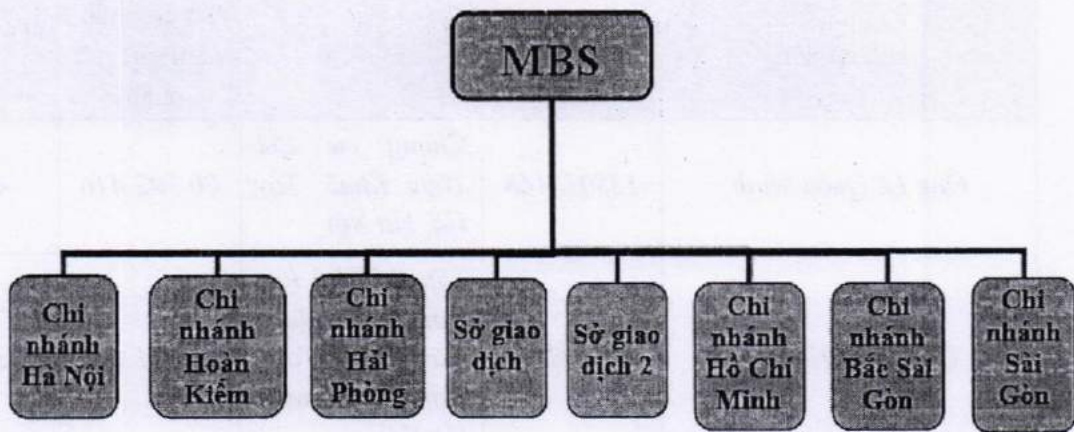 MBS
Chi
nhánh
Hà Nội
Chi
nhánh
Hoàn
Kiếm
Chi
nhánh
Hải
Phòng
Sở giao
dịch
Sở giao
dịch 2
Chi
nhánh
Hồ Chí
Minh
Chi
nhánh
Bắc Sài
Gòn
Chi
nhánh
Sài
Gòn